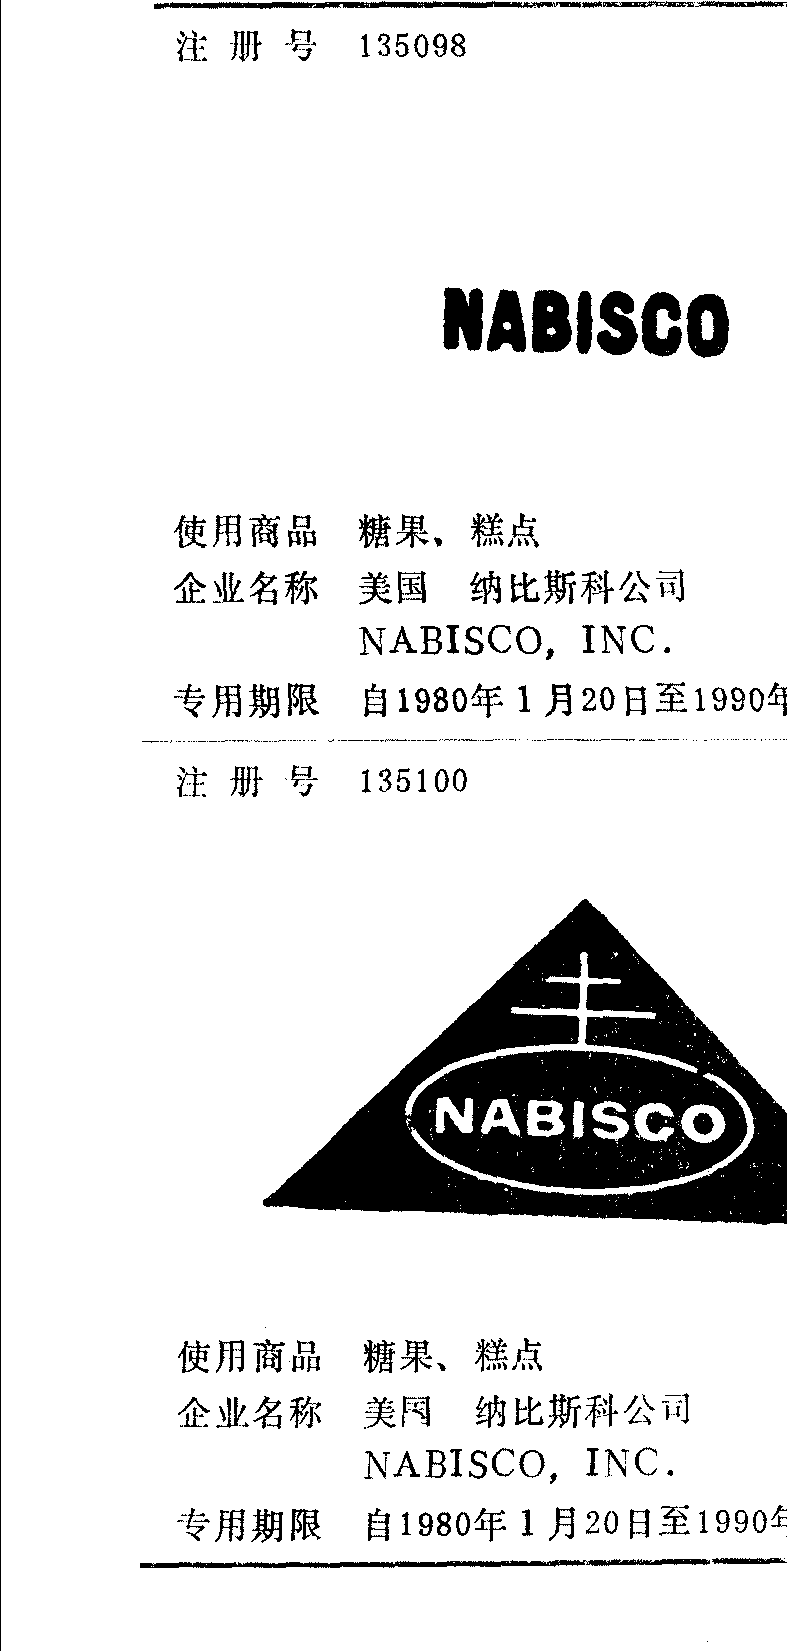 注册号 135098
NABISCO
使用商品 糖果、糕点
企业名称 美国 纳比斯科公司
NABISCO, INC.
专用期限 自1980年1月20日至1990年
注册号 135100
NABISCO
使用商品 糖果、糕点
企业名称 美国 纳比斯科公司
NABISCO, INC.
专用期限 自1980年1月20日至1990年